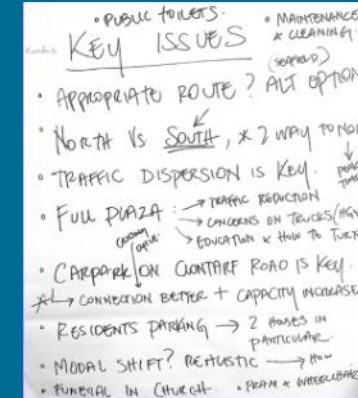 • PUBLIC TOILETS.
• MAINTENANCE & CLEANING.
KEY ISSUES
(SEAFIELD)
• APPROPRIATE ROUTE? ALT OPTION
• NORTH VS SOUTH, * 2 WAY TO NO
• TRAFFIC DISPERSION IS KEY.
• FULL PLAZA: → TRAFFIC REDUCTION
→ CONCERNS ON TRUCKS/HGV
→ EDUCATION & HOW TO TURN
• CARPARK ON CLONTARF ROAD IS KEY.
* → CONNECTION BETTER + CAPACITY INCREASE
• RESIDENTS PARKING → 2 HOUSES IN
PARTICULAR.
• MODAL SHIFT? REALISTIC → HOW
• FUNERAL IN CHURCH. • PRAM & WHEELCHAIR